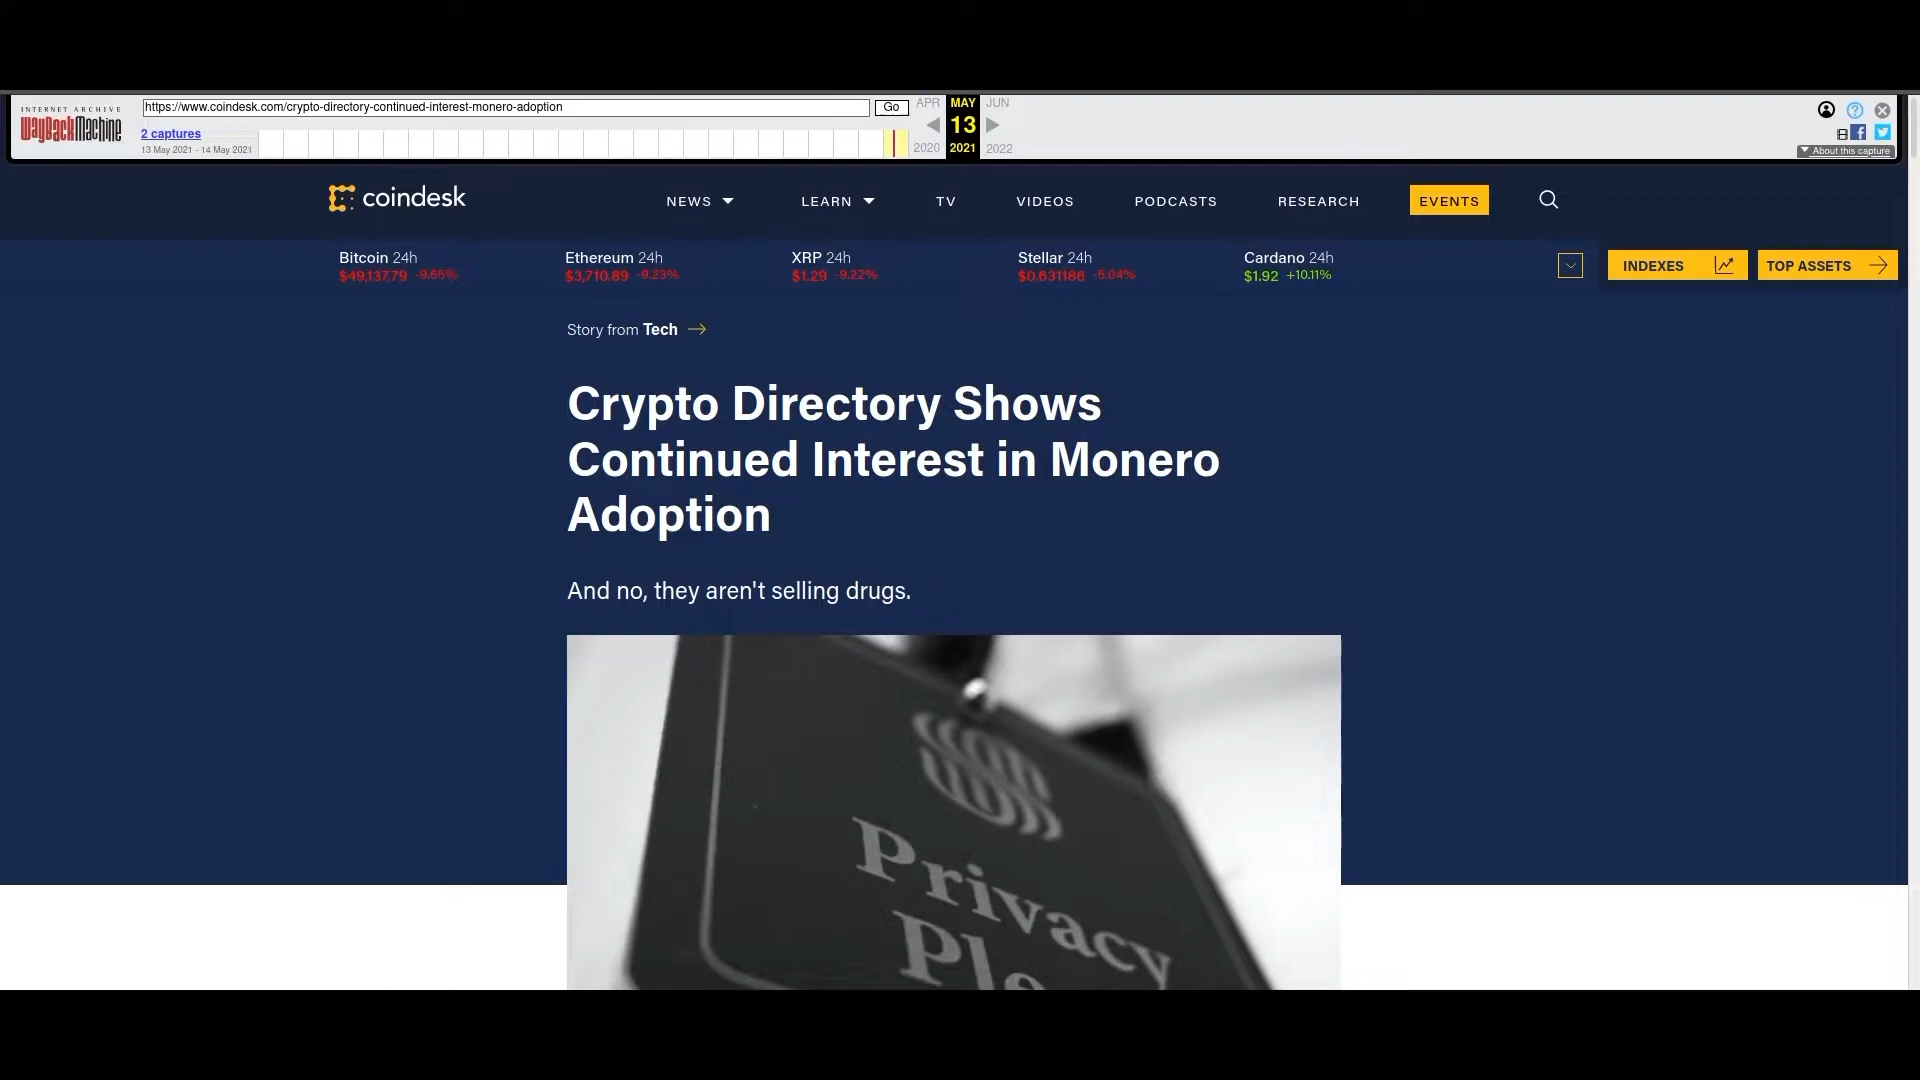 INTERNET ARCHIVE
WayBackMachine
https://www.coindesk.com/crypto-directory-continued-interest-monero-adoption
Go
APR
MAY
JUN
2 captures
13
13 May 2021 - 14 May 2021
2020
2021
2022
About this capture
coindesk
NEWS
LEARN
TV
VIDEOS
PODCASTS
RESEARCH
EVENTS
Bitcoin 24h
$49,137.79 -9.65%
Ethereum 24h
$3,710.89 -9.23%
XRP 24h
$1.29 -9.22%
Stellar 24h
$0.631186 -5.04%
Cardano 24h
$1.92 +10.11%
INDEXES
TOP ASSETS
Story from Tech
Crypto Directory Shows
Continued Interest in Monero
Adoption
And no, they aren't selling drugs.
Privacy
Ple